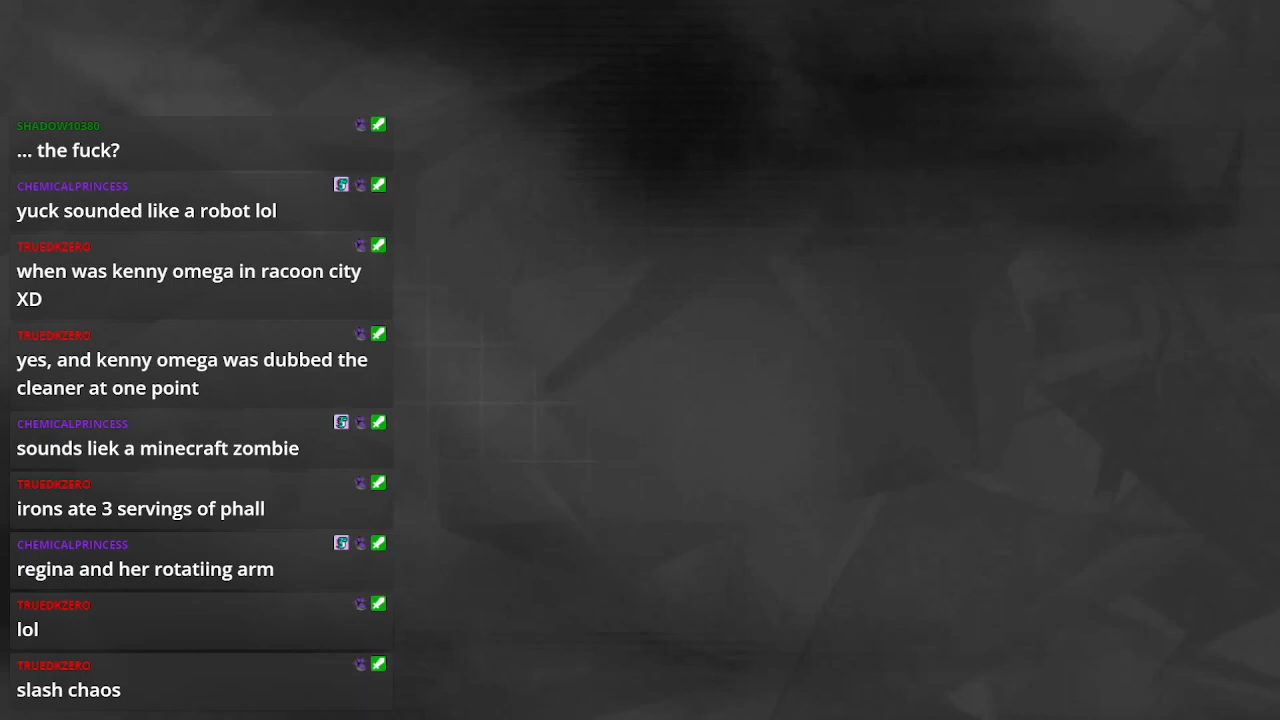 SHADOW10380
... the fuck?
CHEMICALPRINCESS
yuck sounded like a robot lol
TRUEDKZERO
when was kenny omega in racoon city
XD
TRUEDKZERO
yes, and kenny omega was dubbed the
cleaner at one point
CHEMICALPRINCESS
sounds liek a minecraft zombie
TRUEDKZERO
irons ate 3 servings of phall
CHEMICALPRINCESS
regina and her rotatiing arm
TRUEDKZERO
lol
TRUEDKZERO
slash chaos